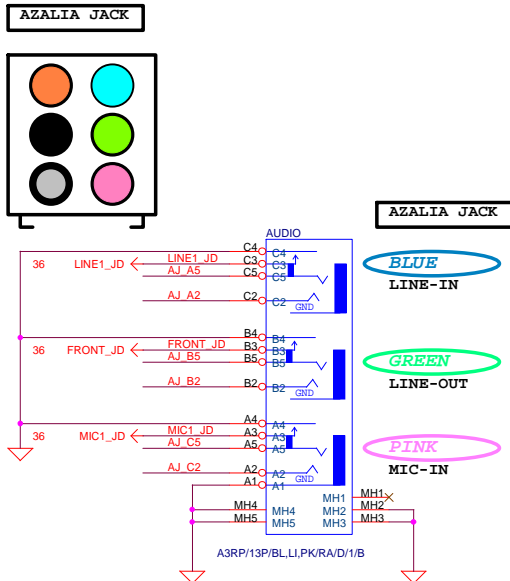 AZALIA JACK
AZALIA JACK
AUDIO
C4 C4
36 LINE1_JD LINE1_JD C3 C3
AJ_A5 C5 C5
BLUE
LINE-IN
AJ_A2 C2 C2
GND
B4 B4
36 FRONT_JD FRONT_JD B3 B3
AJ_B5 B5 B5
GREEN
LINE-OUT
AJ_B2 B2 B2
GND
A4 A4
36 MIC1_JD MIC1_JD A3 A3
AJ_C5 A5 A5
PINK
MIC-IN
AJ_C2 A2 A2
GND
A1 A1
MH1 MH1
MH4 MH4 MH2 MH2
MH5 MH5 MH3 MH3
A3RP/13P/BL,LI,PK/RA/D/1/B